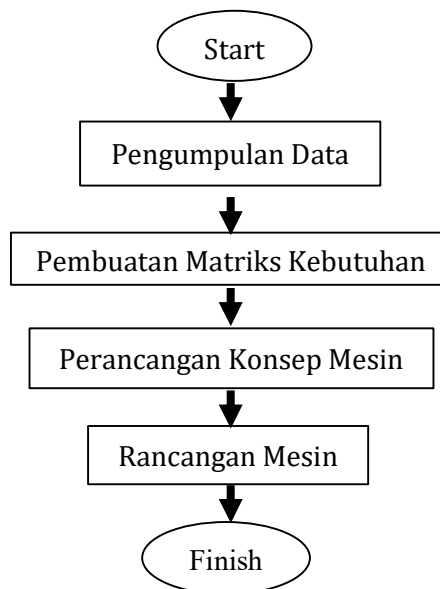 Start
Pengumpulan Data
Pembuatan Matriks Kebutuhan
Perancangan Konsep Mesin
Rancangan Mesin
Finish